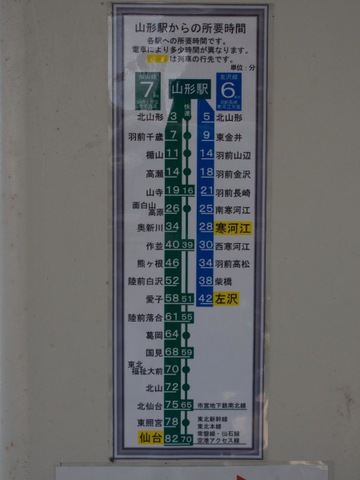 山形駅からの所要時間
各駅への所要時間です。
電車により多少時間が異なります。
は列車の行先です。
単位：分
仙山線
7
左沢線
6
山形駅
快速
北山形 3 5 北山形
羽前千歳 7 9 東金井
楯山 11 14 羽前山辺
高瀬 14 18 羽前金沢
山寺 19 16 21 羽前長崎
面白山高原 26 25 南寒河江
奥新川 34 28 寒河江
作並 40 39 30 西寒河江
熊ヶ根 46 34 羽前高松
陸前白沢 52 38 柴橋
愛子 58 51 42 左沢
陸前落合 61 55
葛岡 64
国見 68 59
東北福祉大前 70
北山 72
北仙台 75 65 市営地下鉄南北線
東照宮 78
仙台 82 70 東北新幹線
東北本線
常磐線・仙石線
空港アクセス線